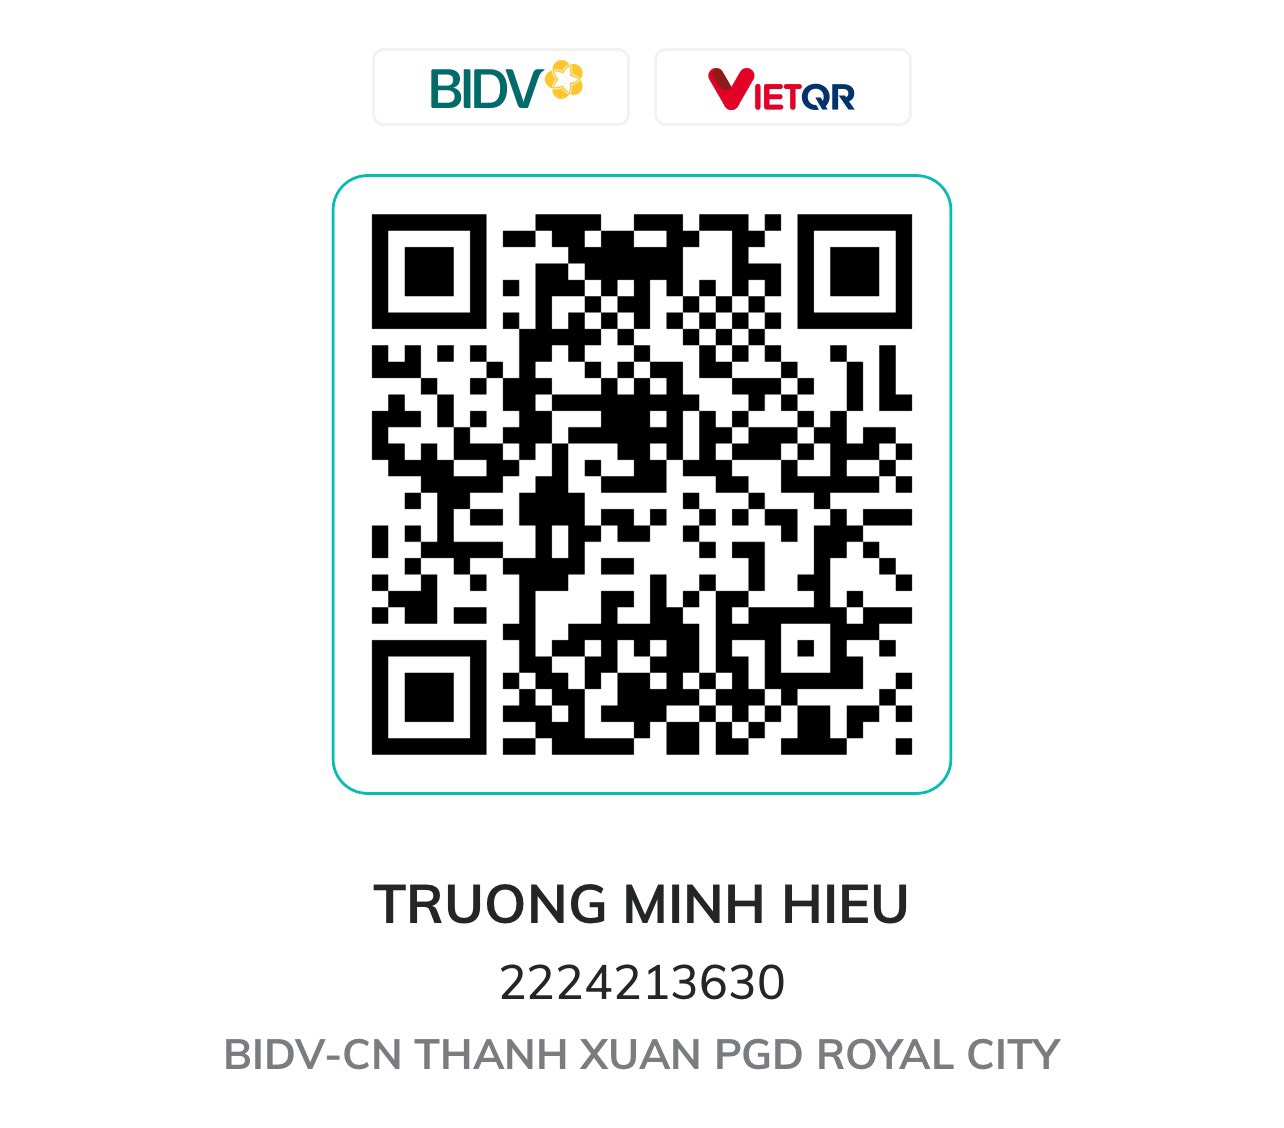 BIDV VIETQR
TRUONG MINH HIEU
2224213630
BIDV-CN THANH XUAN PGD ROYAL CITY